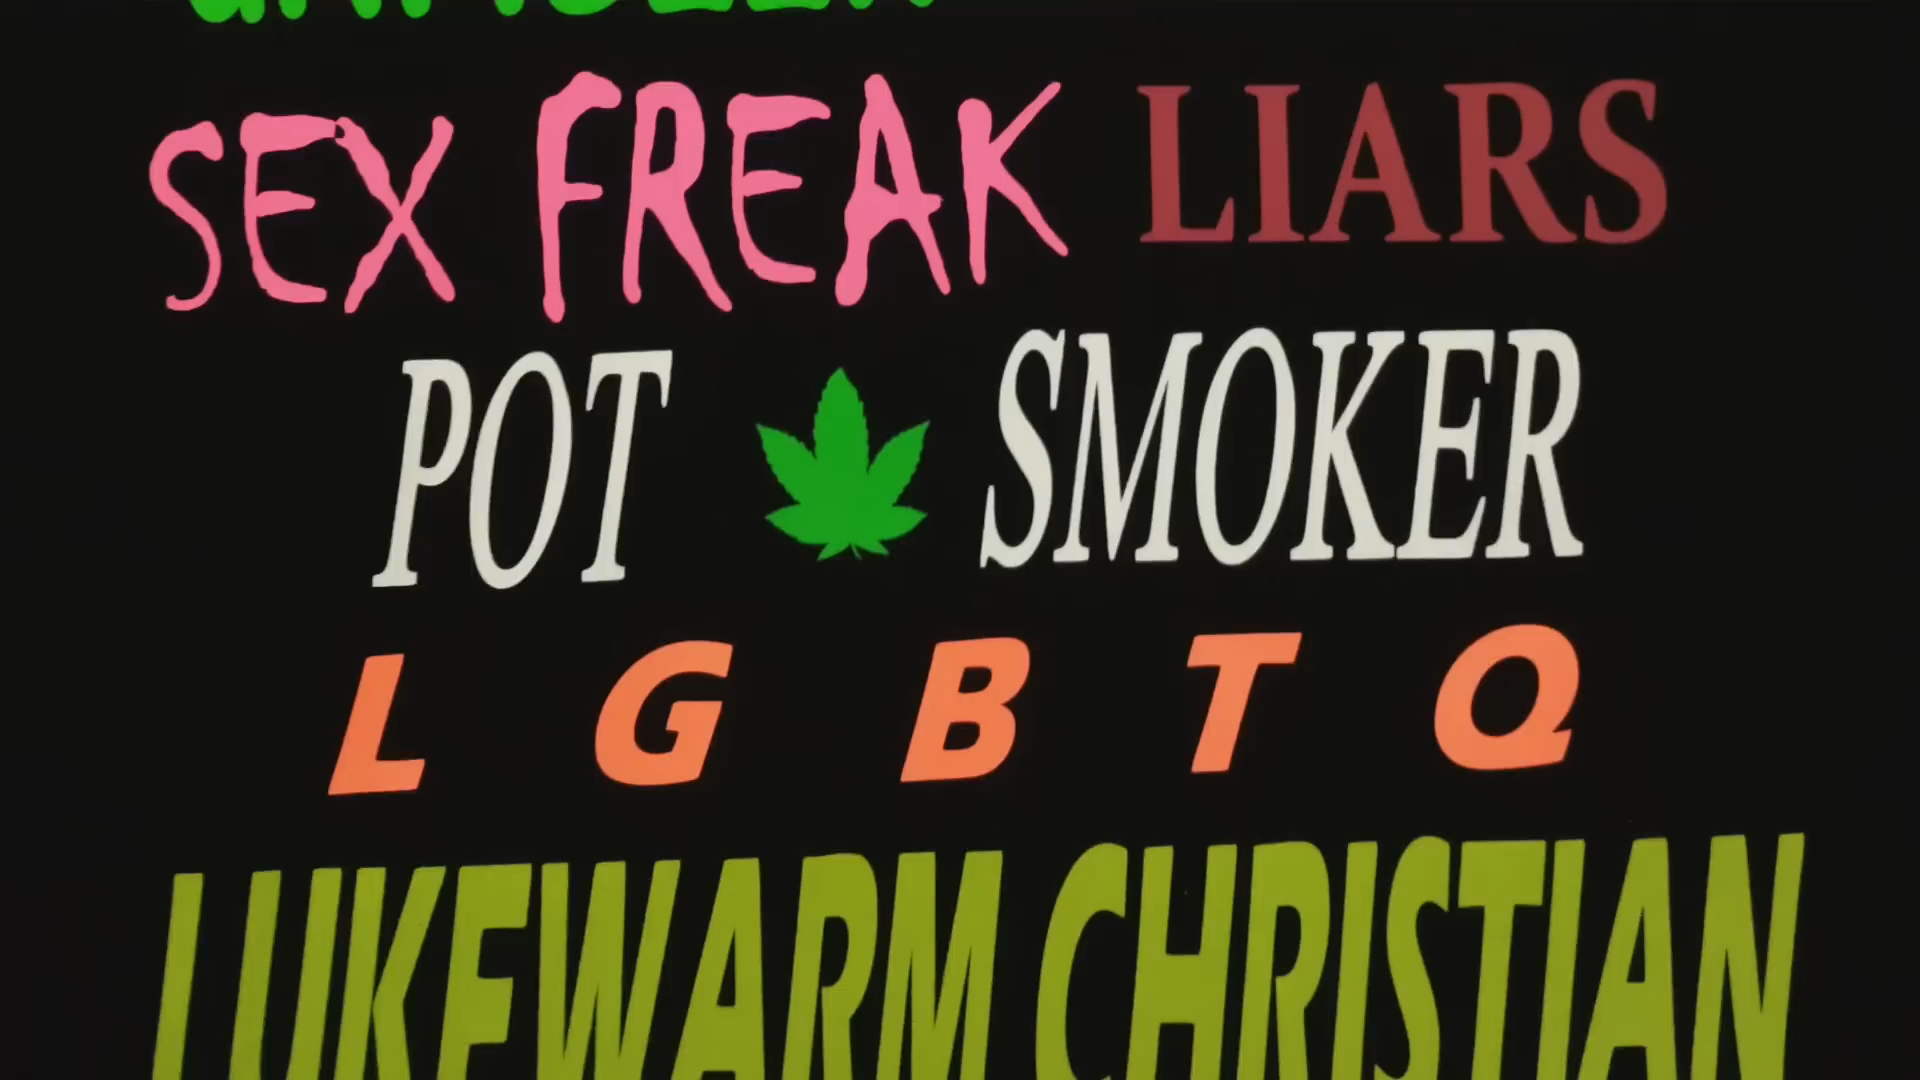 SEX FREAK LIARS
POT SMOKER
L G B T Q
LUKEWARM CHRISTIAN